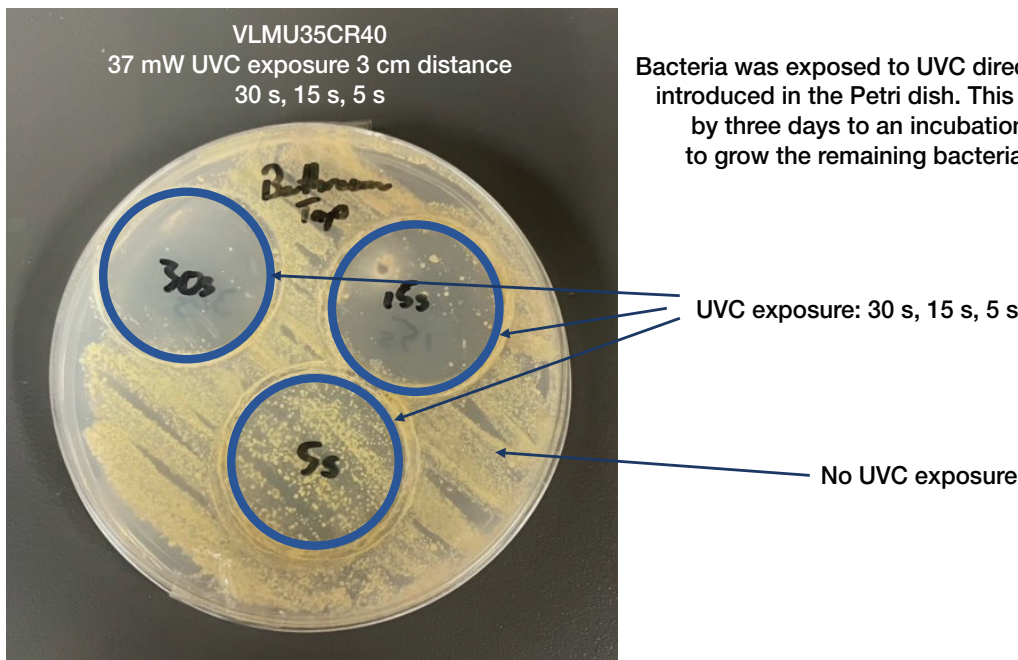 VLMU35CR40
37 mW UVC exposure 3 cm distance
30 s, 15 s, 5 s
Bacteria was exposed to UVC direc
introduced in the Petri dish. This
by three days to an incubation
to grow the remaining bacteria
Bathroom
Tap
30s
15s
5s
UVC exposure: 30 s, 15 s, 5 s
No UVC exposure